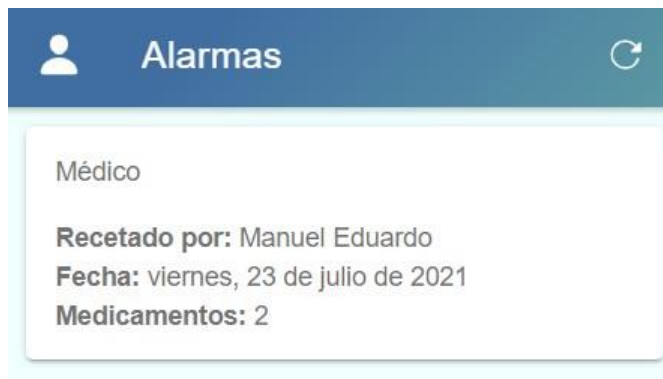 Alarmas
Médico
Recetado por: Manuel Eduardo
Fecha: viernes, 23 de julio de 2021
Medicamentos: 2